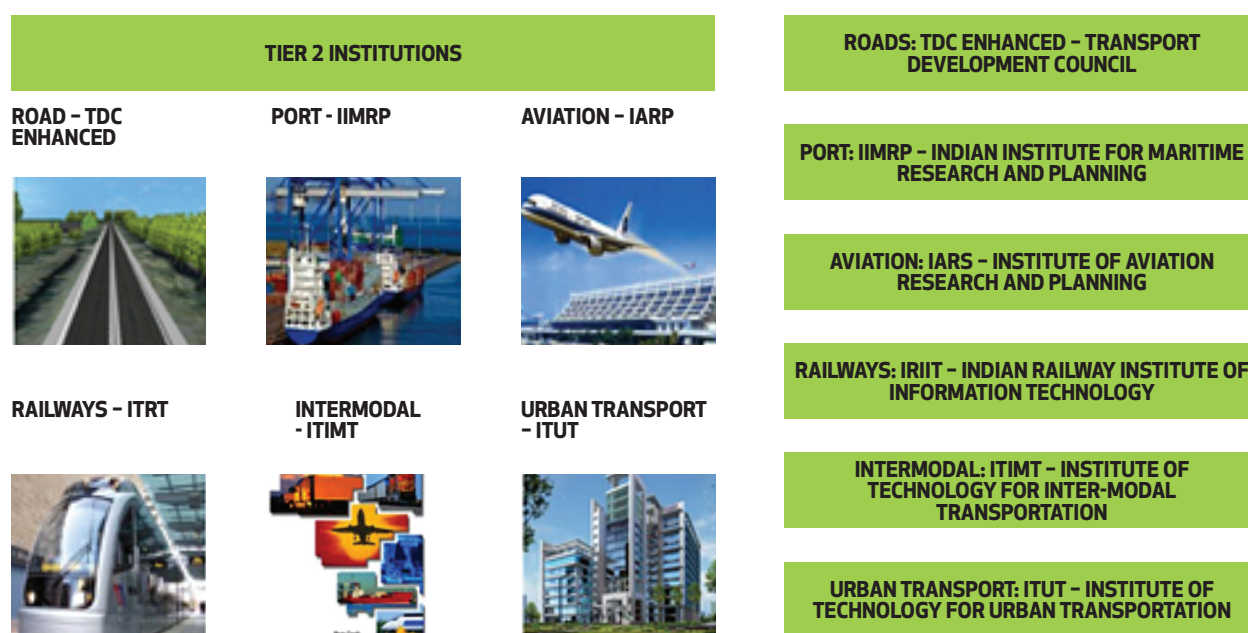 TIER 2 INSTITUTIONS
ROAD – TDC
ENHANCED
PORT - IIMRP
AVIATION – IARP
RAILWAYS – ITRT
INTERMODAL
- ITIMT
URBAN TRANSPORT
– ITUT
ROADS: TDC ENHANCED – TRANSPORT
DEVELOPMENT COUNCIL
PORT: IIMRP – INDIAN INSTITUTE FOR MARITIME
RESEARCH AND PLANNING
AVIATION: IARS – INSTITUTE OF AVIATION
RESEARCH AND PLANNING
RAILWAYS: IRIIT – INDIAN RAILWAY INSTITUTE OF
INFORMATION TECHNOLOGY
INTERMODAL: ITIMT – INSTITUTE OF
TECHNOLOGY FOR INTER-MODAL
TRANSPORTATION
URBAN TRANSPORT: ITUT – INSTITUTE OF
TECHNOLOGY FOR URBAN TRANSPORTATION